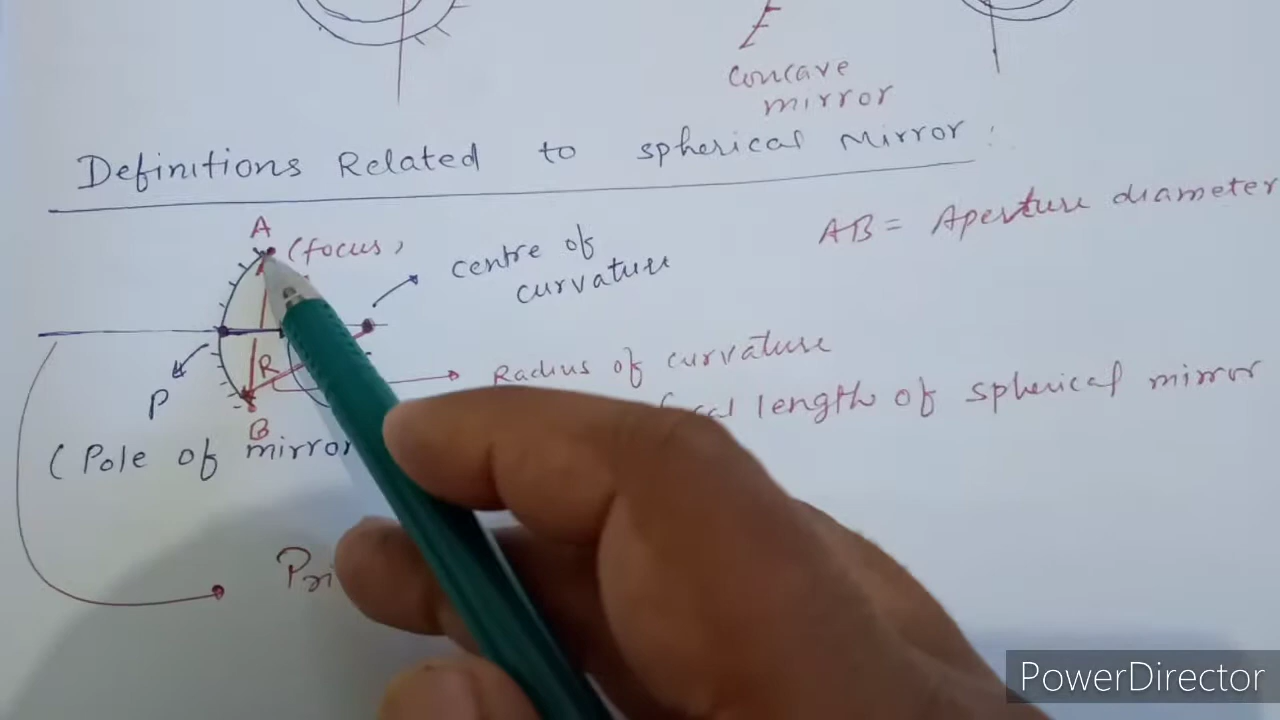 Concave
mirror
Definitions Related to spherical Mirror :
AB = Aperture diameter
A
(focus)
centre of
curvature
R
Radius of curvature
length of spherical mirror
P
B
(Pole of mirror